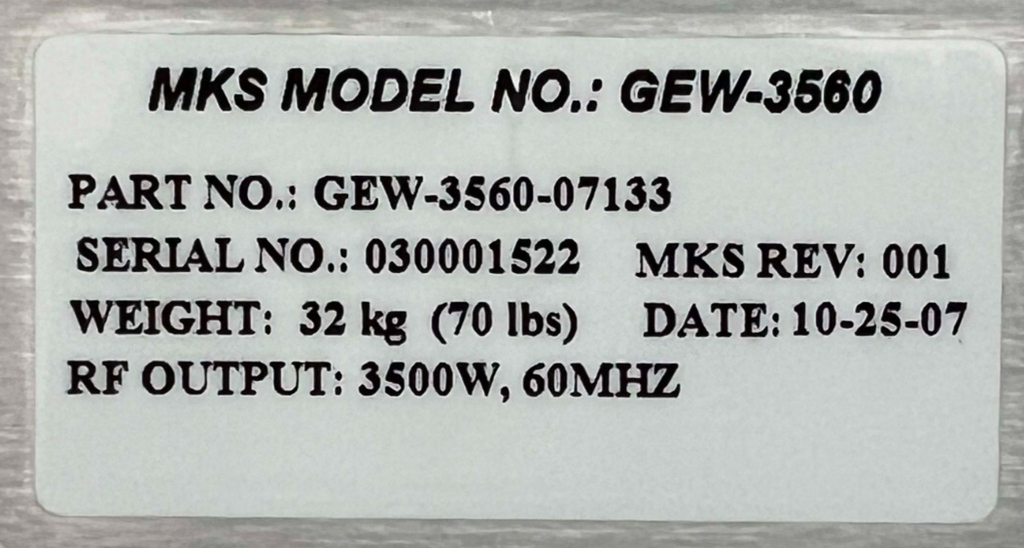 MKS MODEL NO.: GEW-3560
PART NO.: GEW-3560-07133
SERIAL NO.: 030001522 MKS REV: 001
WEIGHT: 32 kg (70 lbs) DATE: 10-25-07
RF OUTPUT: 3500W, 60MHZ